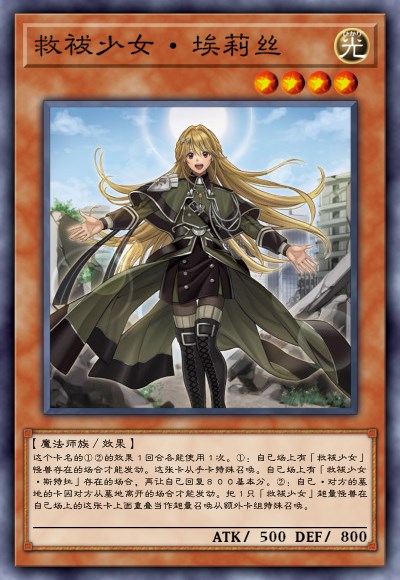 救祓少女·埃莉丝
光
【魔法师族／效果】
这个卡名的①②的效果1回合各能使用1次。①：自己场上有「救祓少女」
怪兽存在的场合才能发动。这张卡从手卡特殊召唤。自己场上有「救祓少女
·斯特拉」存在的场合，再让自己回复800基本分。②：自己·对方的墓
地的卡因对方从墓地离开的场合才能发动。把1只「救祓少女」超量怪兽在
自己场上的这张卡上面重叠当作超量召唤从额外卡组特殊召唤。
ATK/ 500 DEF/ 800